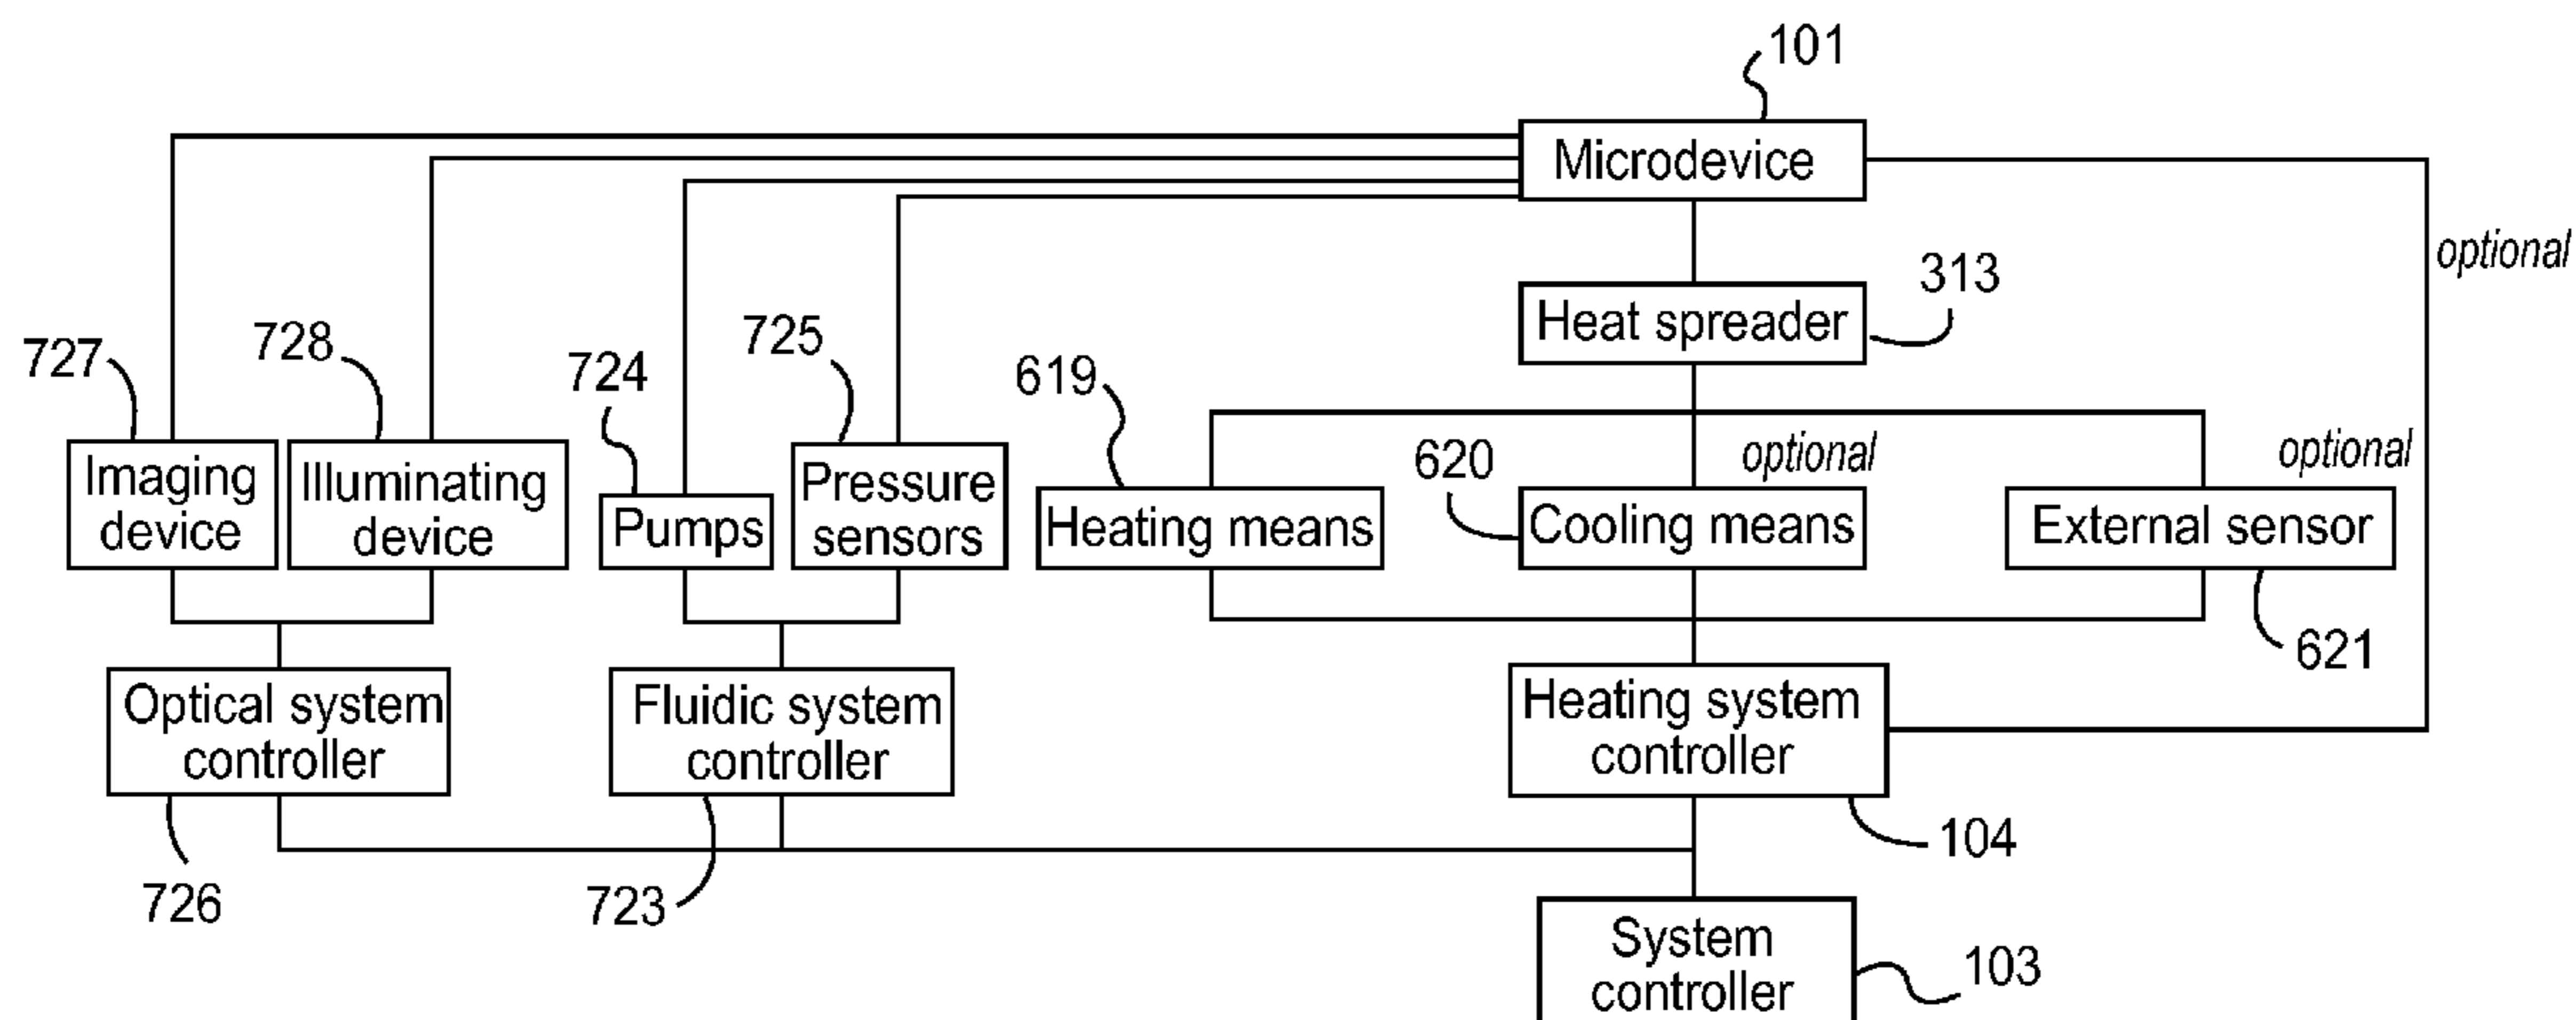 101
Microdevice
optional
313
Heat spreader
727
728
724
725
619
620
optional
optional
Imaging
device
Illuminating
device
Pumps
Pressure
sensors
Heating means
Cooling means
External sensor
621
Optical system
controller
Fluidic system
controller
Heating system
controller
104
726
723
System
controller
103